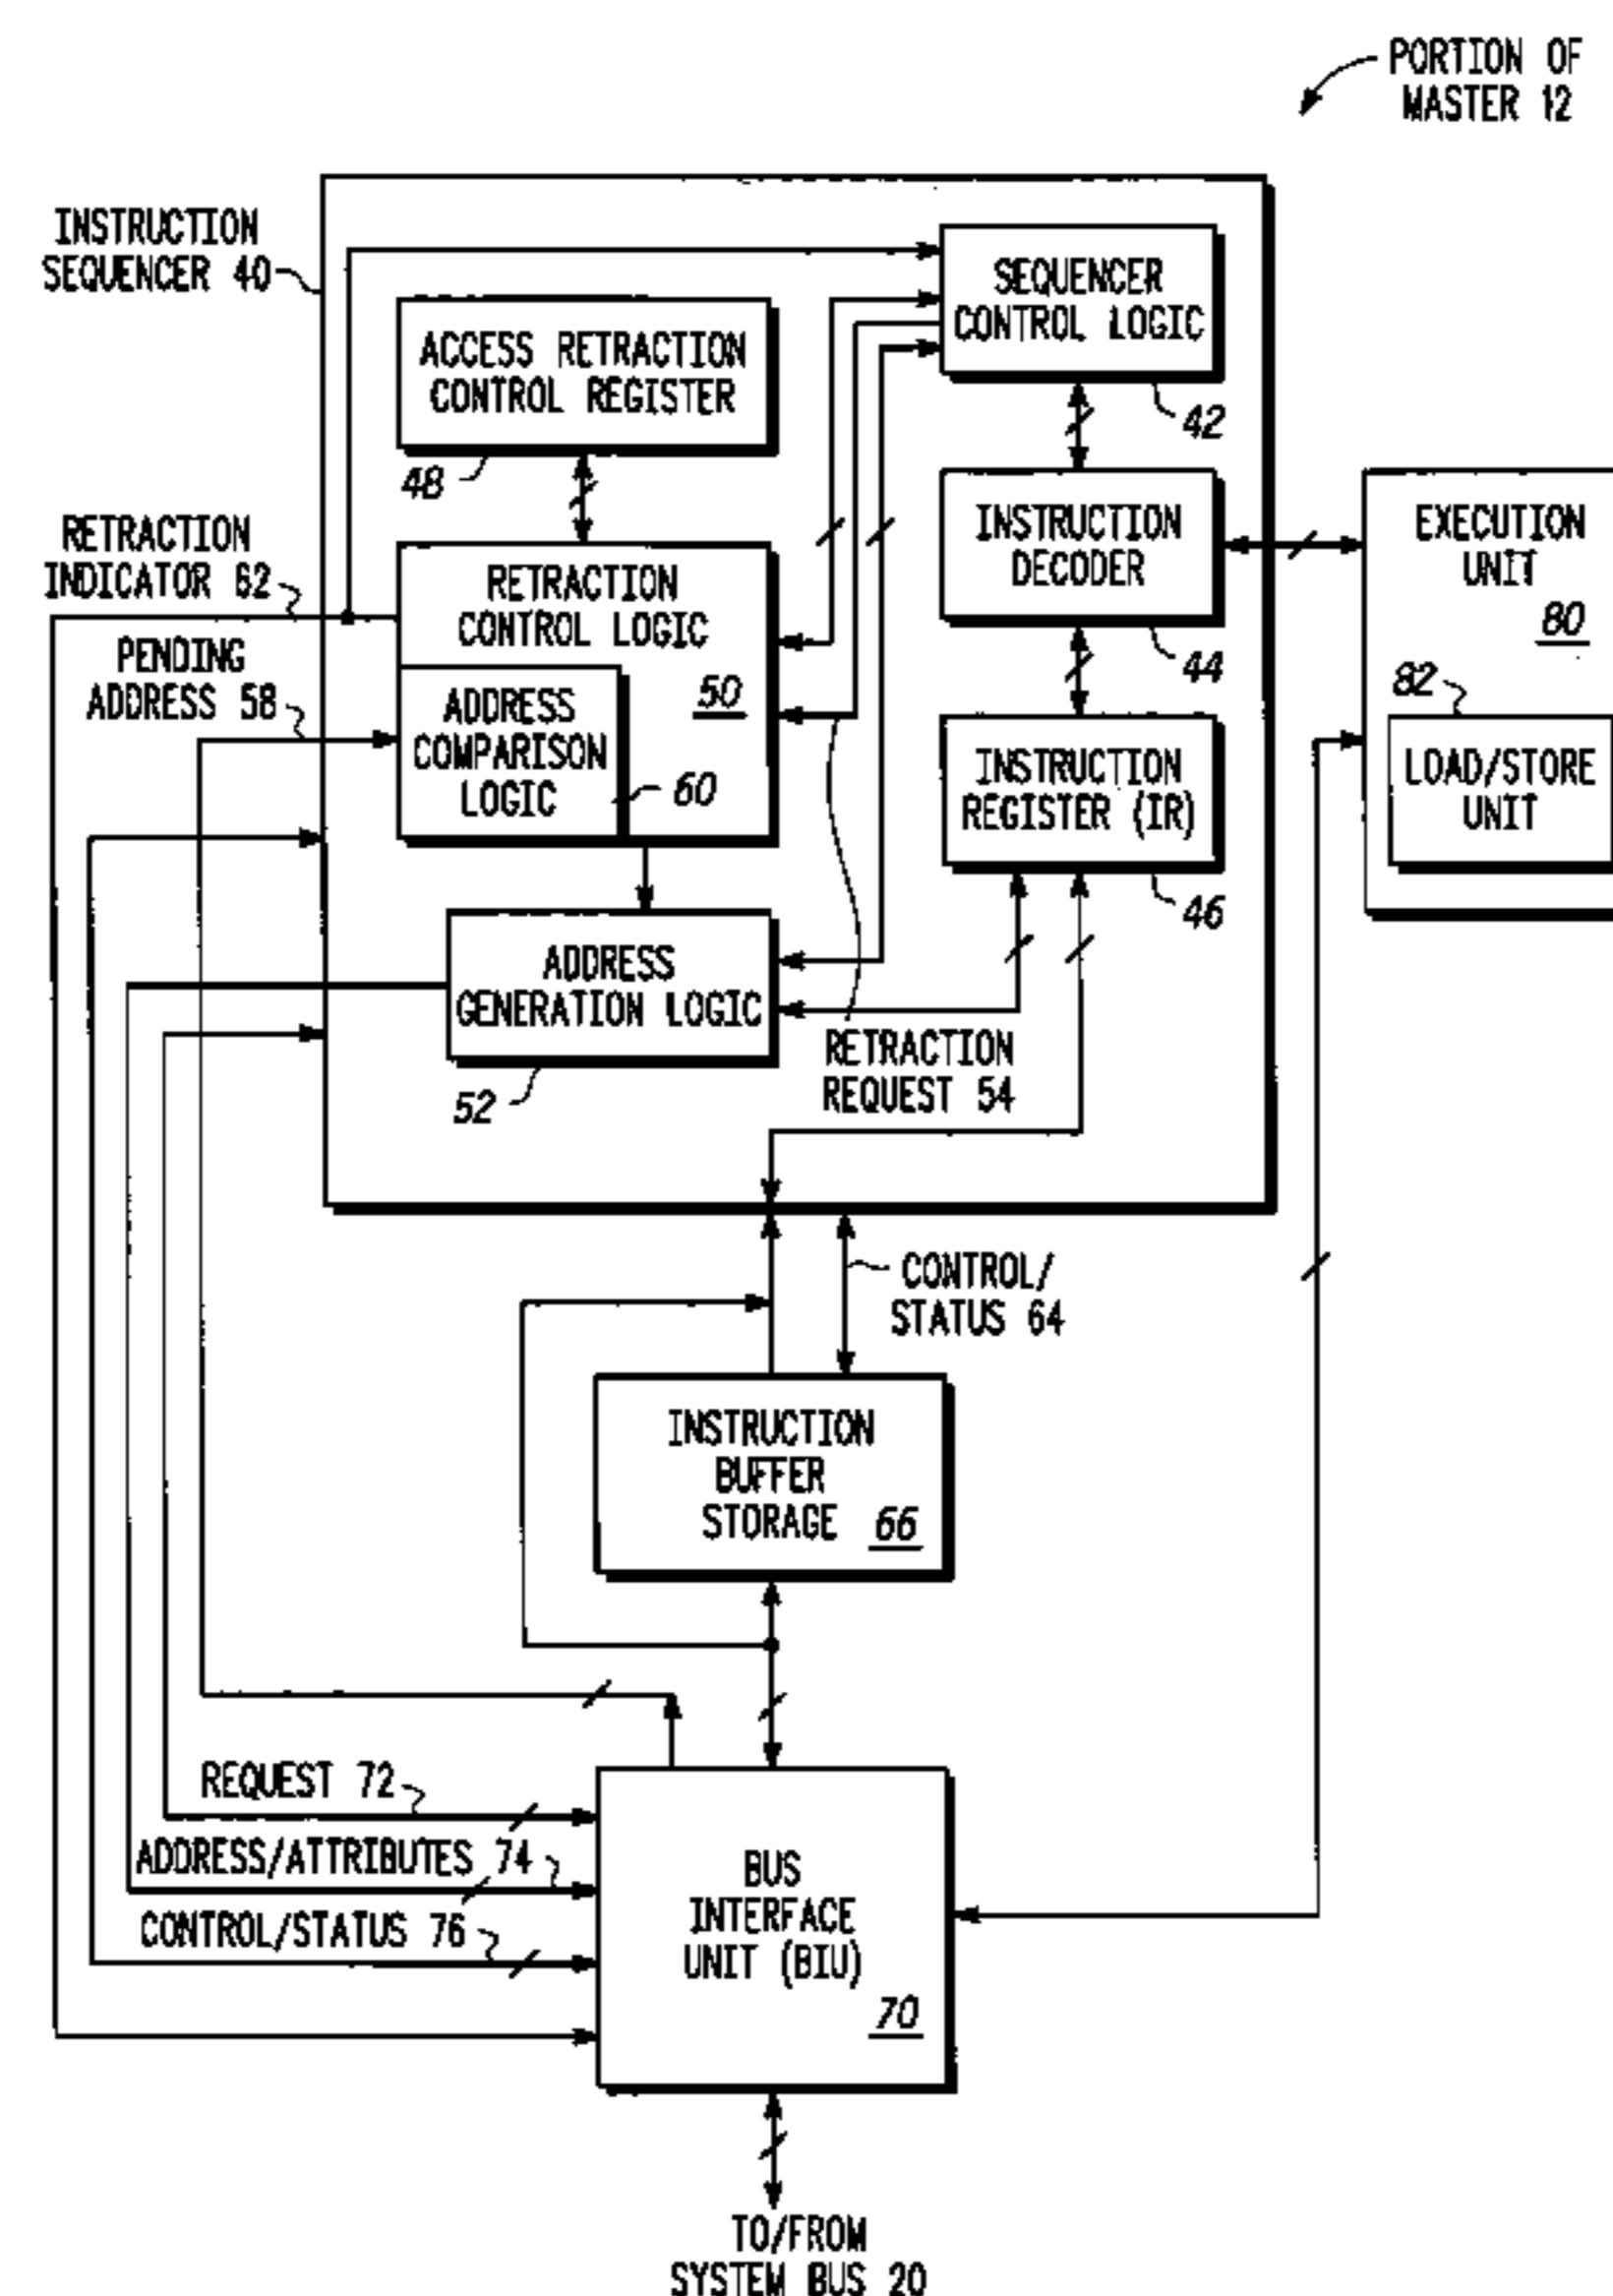 PORTION OF
MASTER 12
INSTRUCTION
SEQUENCER 40
SEQUENCER
CONTROL LOGIC
42
ACCESS RETRACTION
CONTROL REGISTER
48
INSTRUCTION
DECODER
44
EXECUTION
UNIT
80
82
LOAD/STORE
UNIT
RETRACTION
INDICATOR 62
RETRACTION
CONTROL LOGIC
50
PENDING
ADDRESS 58
ADDRESS
COMPARISON
LOGIC
60
INSTRUCTION
REGISTER (IR)
46
ADDRESS
GENERATION LOGIC
52
RETRACTION
REQUEST 54
CONTROL/
STATUS 64
INSTRUCTION
BUFFER
STORAGE
66
REQUEST 72
ADDRESS/ATTRIBUTES 74
CONTROL/STATUS 76
BUS
INTERFACE
UNIT (BIU)
70
TO/FROM
SYSTEM BUS 20